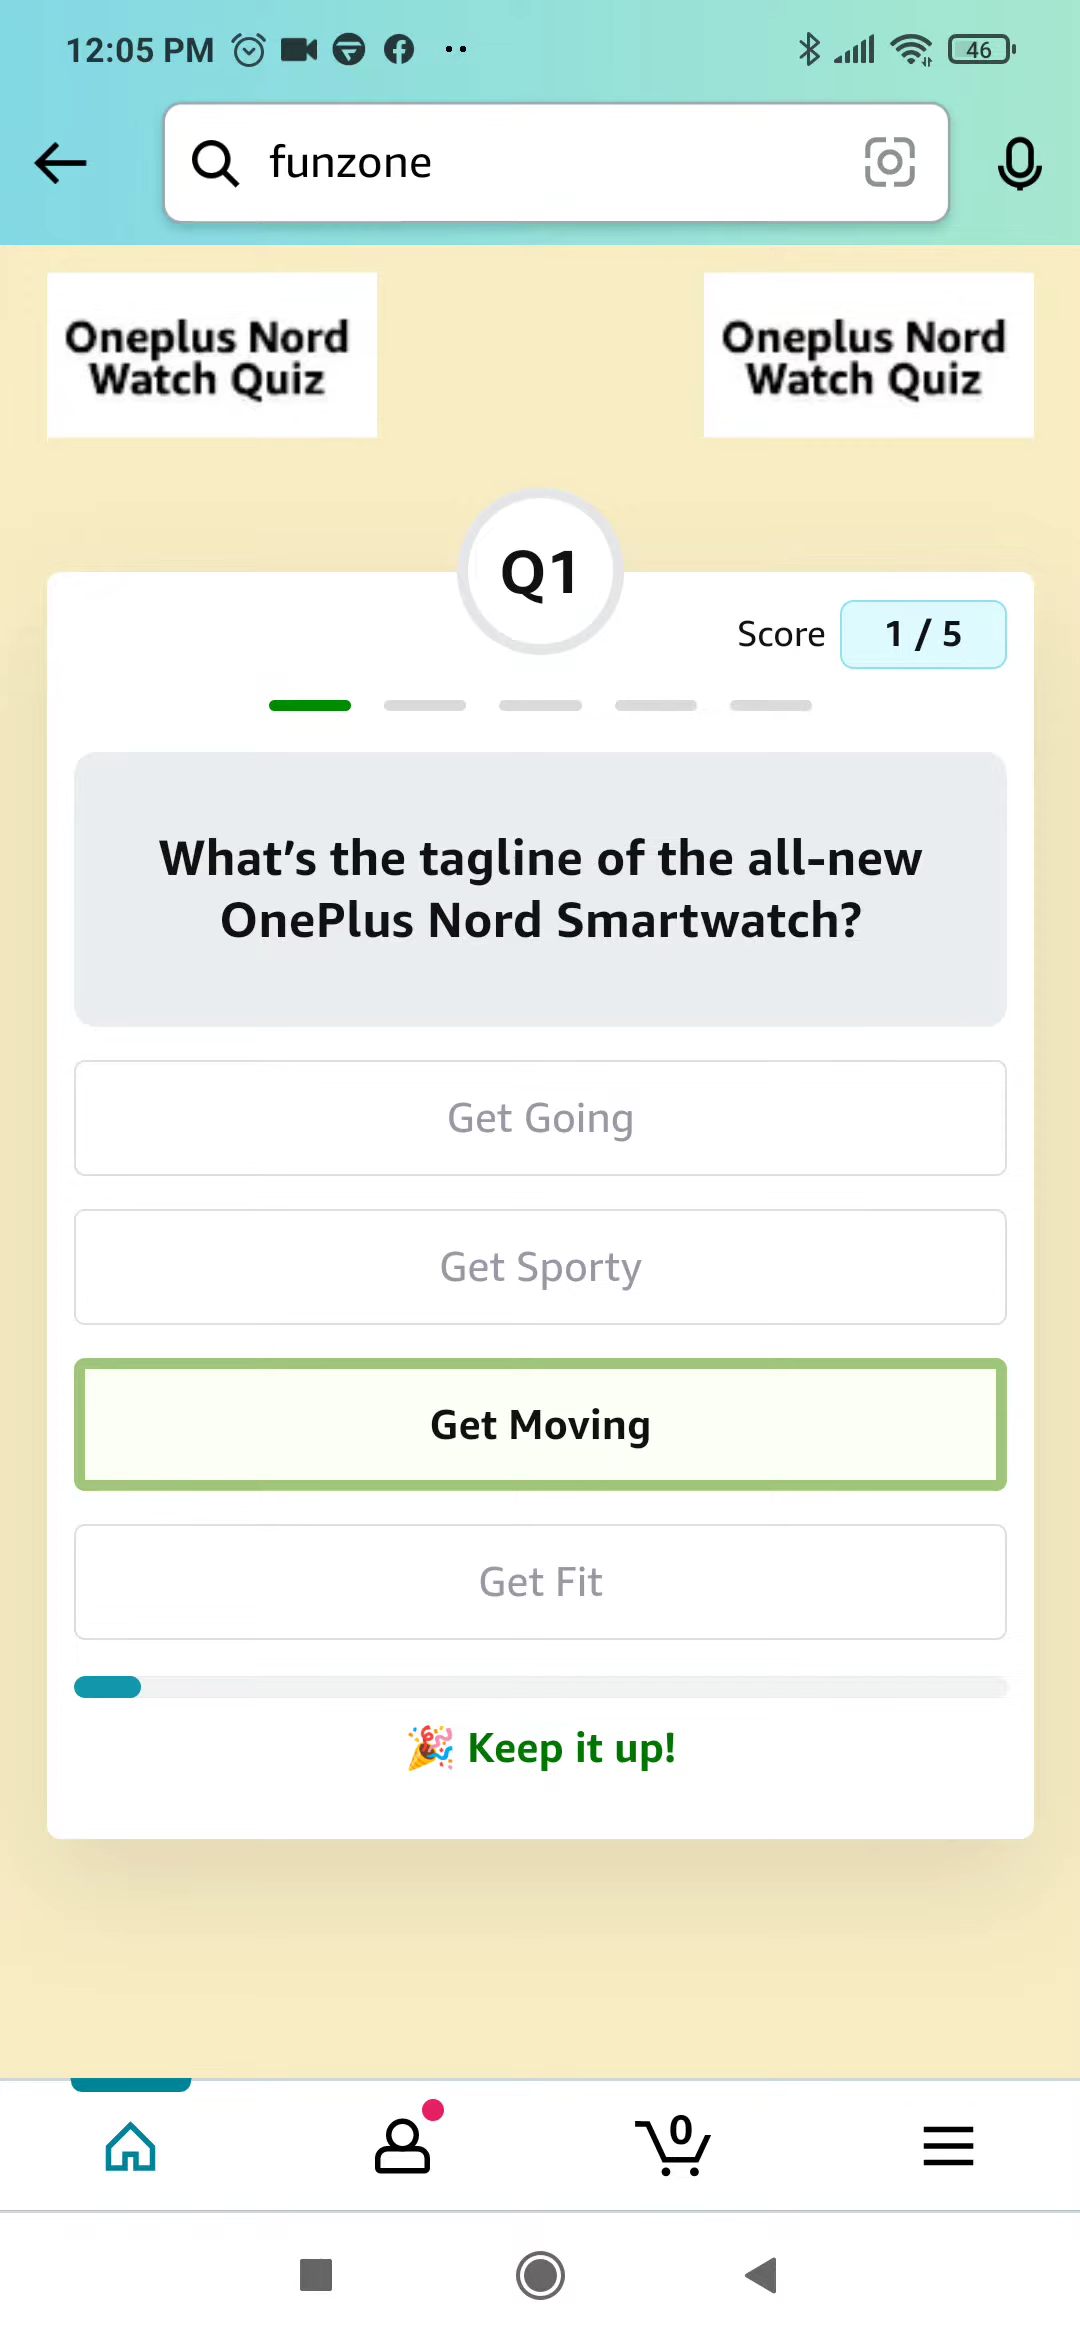 12:05 PM
46
funzone
Oneplus Nord
Watch Quiz
Oneplus Nord
Watch Quiz
Q1
Score 1 / 5
What's the tagline of the all-new
OnePlus Nord Smartwatch?
Get Going
Get Sporty
Get Moving
Get Fit
🎉 Keep it up!
0